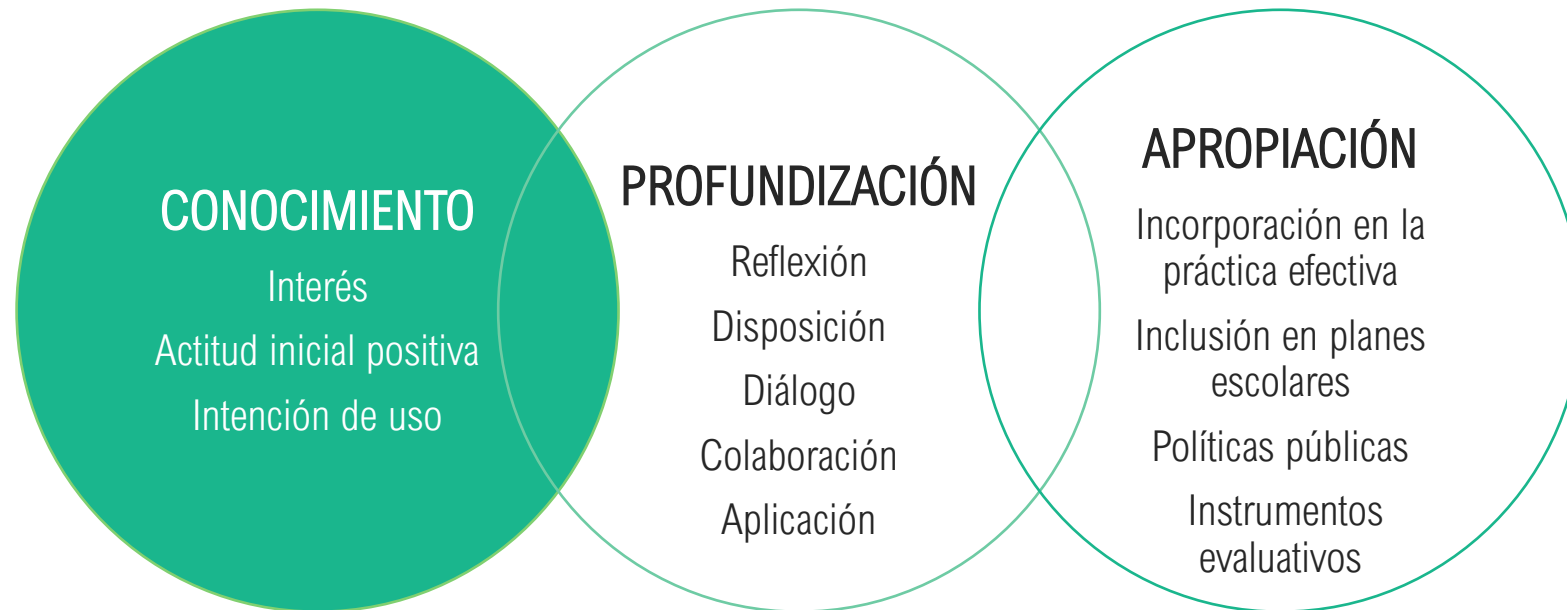 CONOCIMIENTO
Interés
Actitud inicial positiva
Intención de uso
PROFUNDIZACIÓN
Reflexión
Disposición
Diálogo
Colaboración
Aplicación
APROPIACIÓN
Incorporación en la
práctica efectiva
Inclusión en planes
escolares
Políticas públicas
Instrumentos
evaluativos